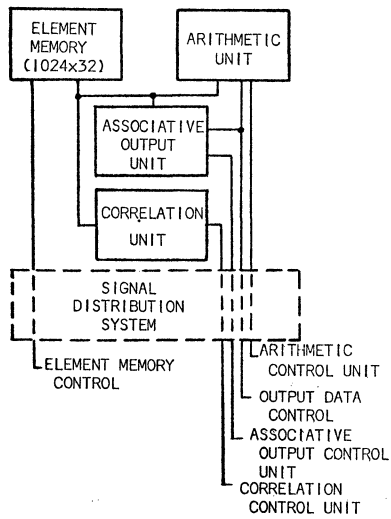 ELEMENT
MEMORY
(1024x32)
ARITHMETIC
UNIT
ASSOCIATIVE
OUTPUT
UNIT
CORRELATION
UNIT
SIGNAL
DISTRIBUTION
SYSTEM
ELEMENT MEMORY
CONTROL
ARITHMETIC
CONTROL UNIT
OUTPUT DATA
CONTROL
ASSOCIATIVE
OUTPUT CONTROL
UNIT
CORRELATION
CONTROL UNIT